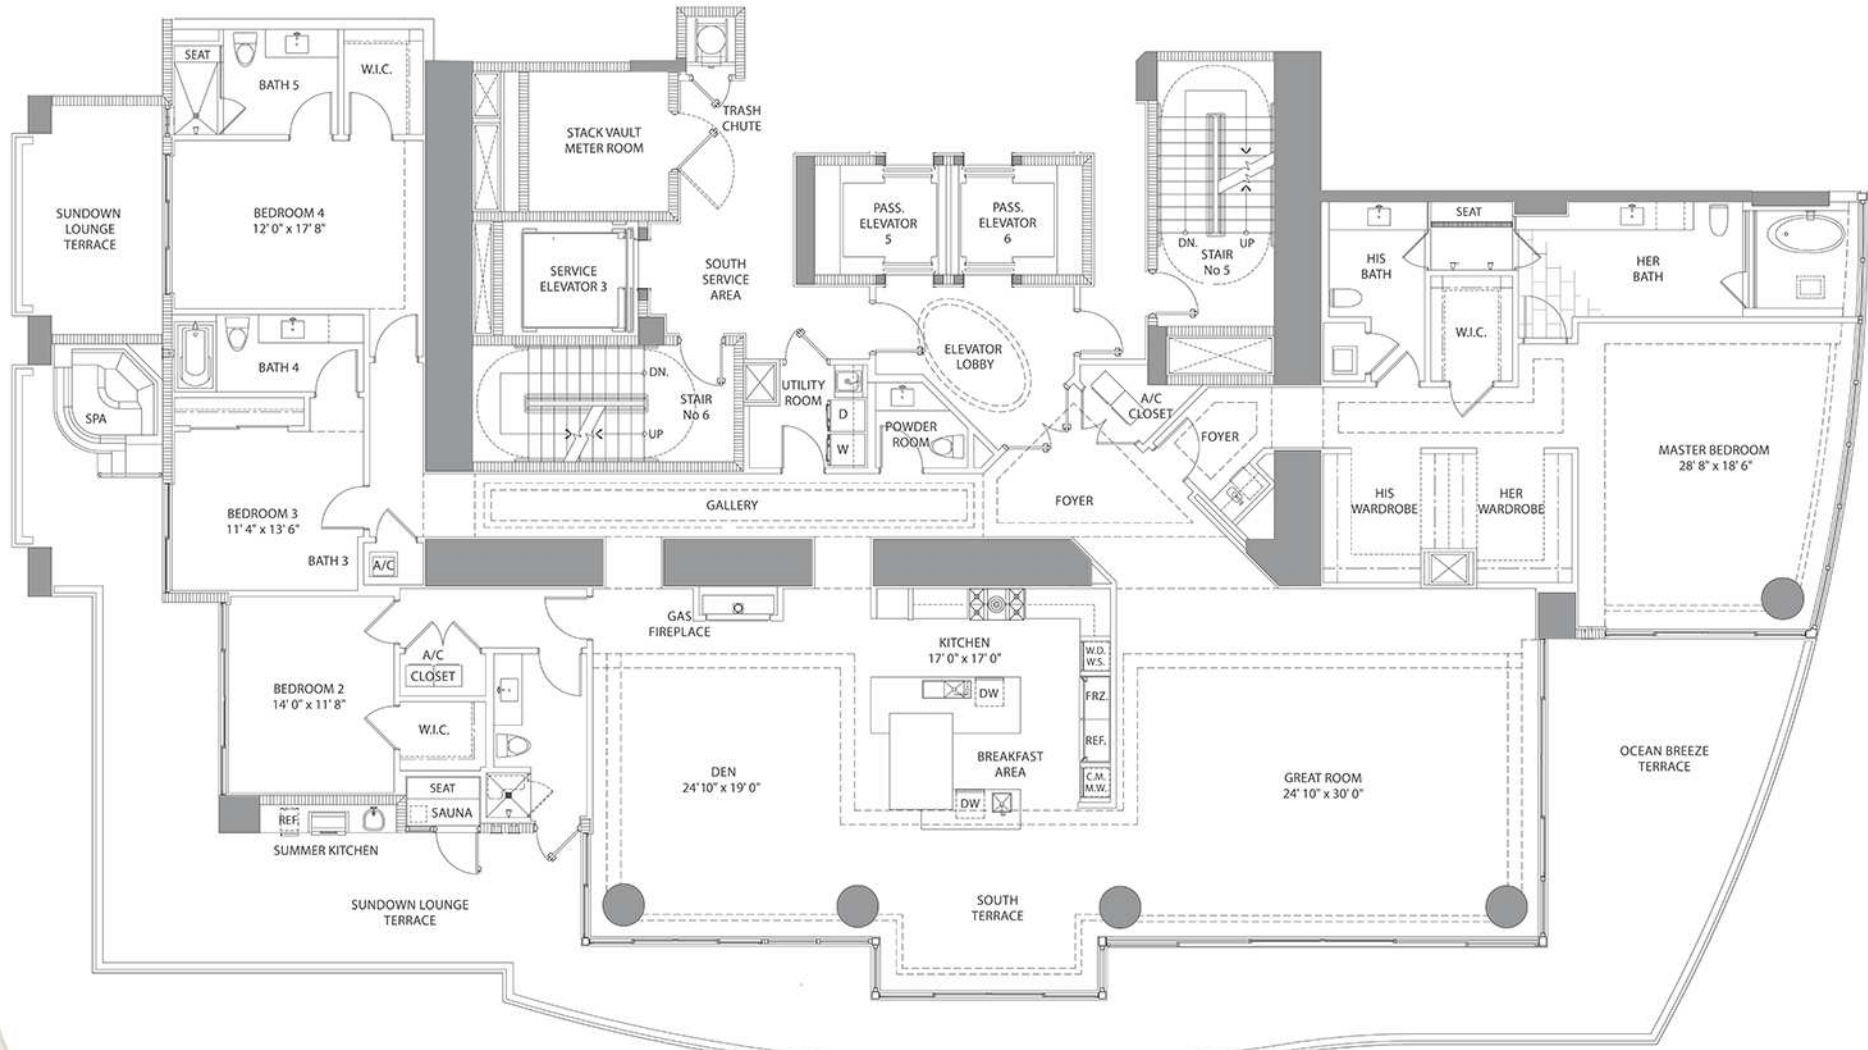 SEAT
BATH 5
W.I.C.
TRASH
CHUTE
STACK VAULT
METER ROOM
SUNDOWN
LOUNGE
TERRACE
BEDROOM 4
12' 0" x 17' 8"
SERVICE
ELEVATOR 3
SOUTH
SERVICE
AREA
PASS.
ELEVATOR
5
PASS.
ELEVATOR
6
DN.
UP
STAIR
No 5
SEAT
HIS
BATH
HER
BATH
W.I.C.
BATH 4
SPA
DN.
STAIR
No 6
UP
UTILITY
ROOM
D
W
POWDER
ROOM
ELEVATOR
LOBBY
A/C
CLOSET
FOYER
MASTER BEDROOM
28' 8" x 18' 6"
BEDROOM 3
11' 4" x 13' 6"
BATH 3
A/C
GALLERY
FOYER
HIS
WARDROBE
HER
WARDROBE
GAS
FIREPLACE
KITCHEN
17' 0" x 17' 0"
W.D.
W.S.
FRZ.
REF.
C.M.
M.W.
DW
BREAKFAST
AREA
DW
A/C
CLOSET
BEDROOM 2
14' 0" x 11' 8"
W.I.C.
SEAT
SAUNA
REF.
SUMMER KITCHEN
DEN
24' 10" x 19' 0"
GREAT ROOM
24' 10" x 30' 0"
OCEAN BREEZE
TERRACE
SUNDOWN LOUNGE
TERRACE
SOUTH
TERRACE